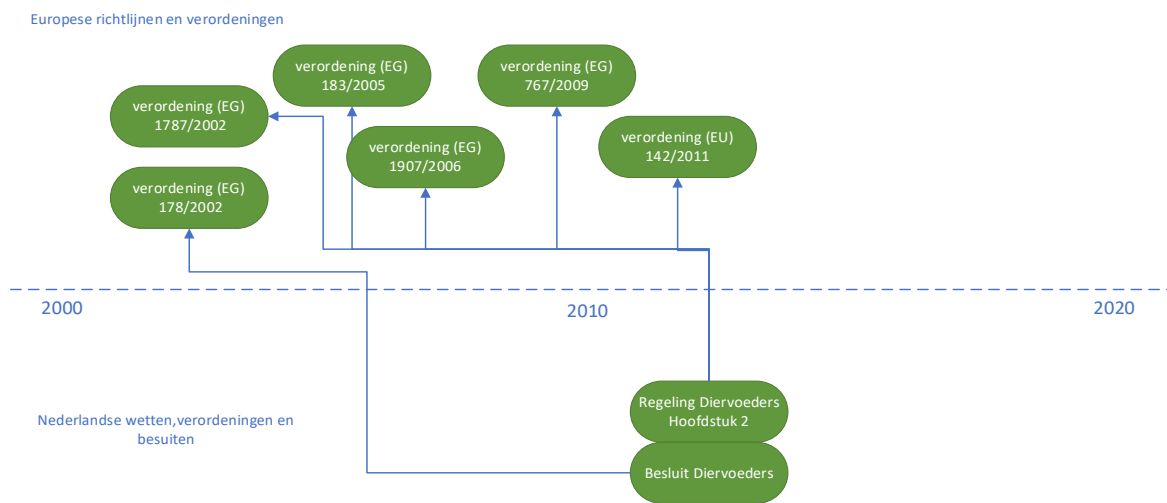 Europese richtlijnen en verordeningen
verordening (EG)
183/2005
verordening (EG)
767/2009
verordening (EG)
1787/2002
verordening (EG)
1907/2006
verordening (EU)
142/2011
verordening (EG)
178/2002
2000
2010
2020
Regeling Diervoeders
Hoofdstuk 2
Nederlandse wetten,verordeningen en
besuiten
Besluit Diervoeders